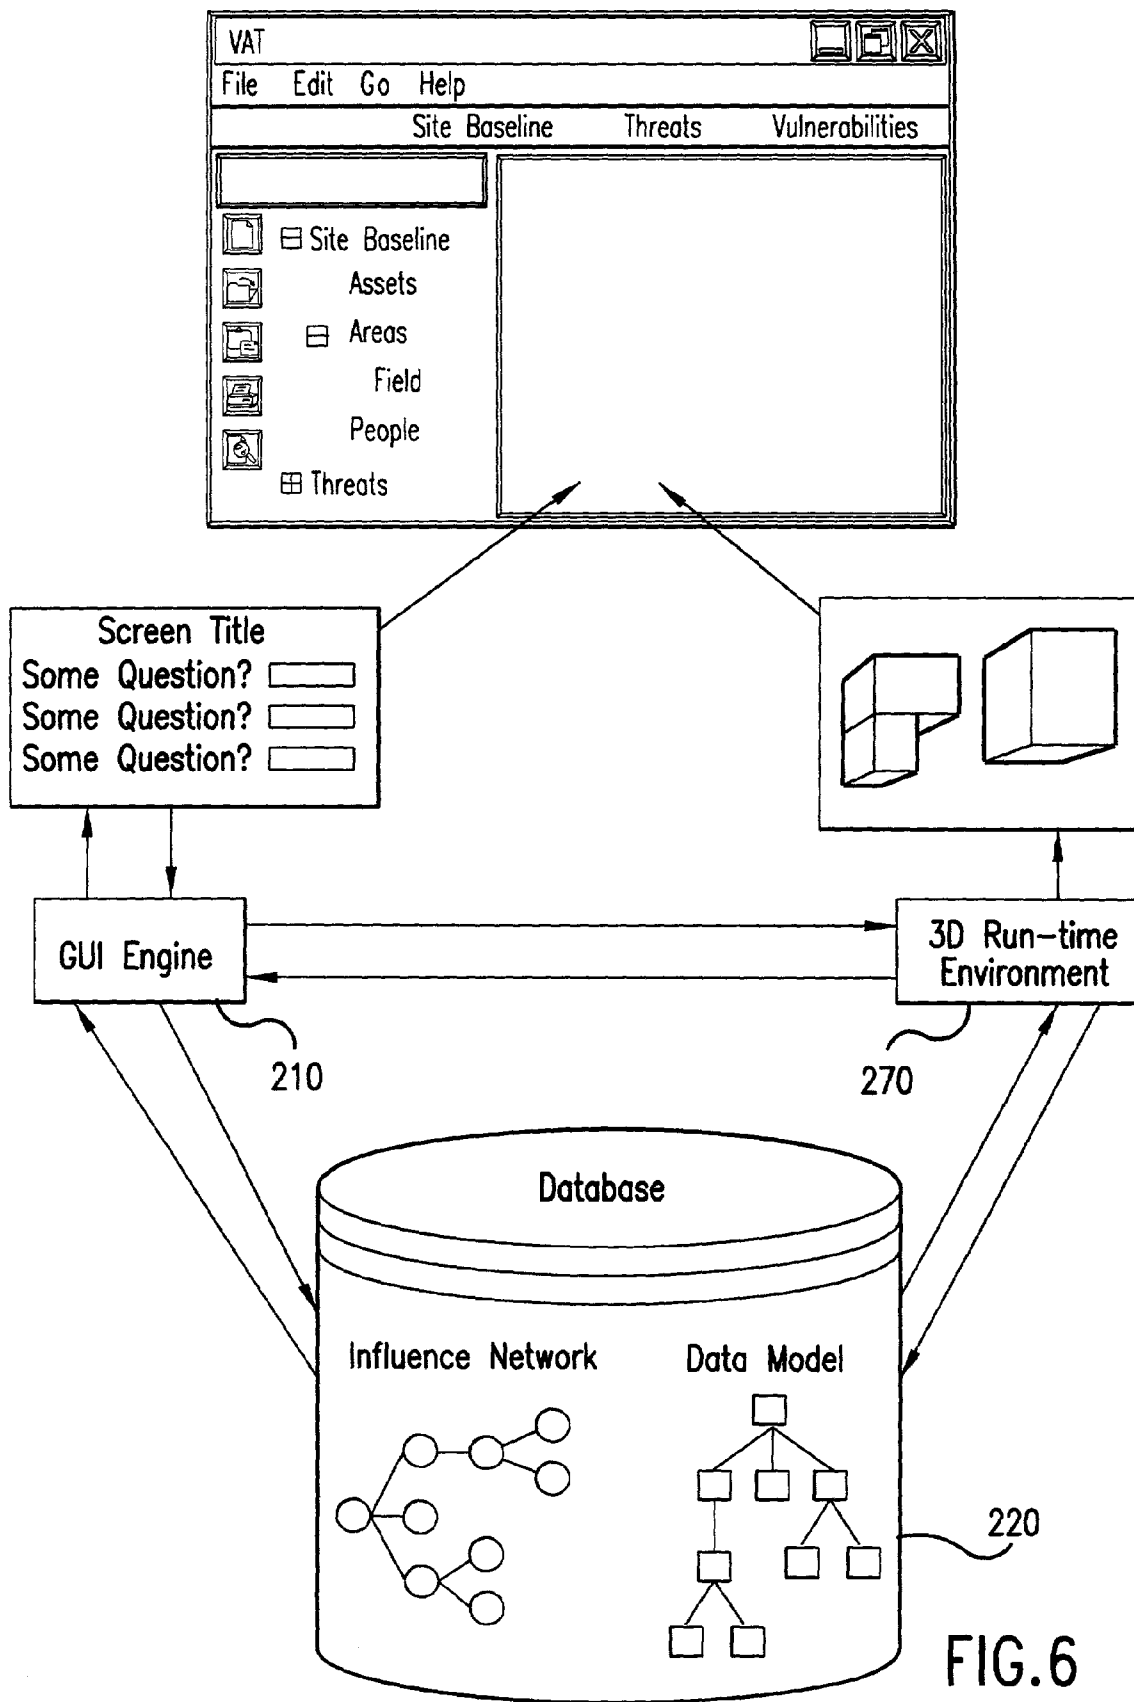 VAT
File Edit Go Help
Site Baseline Threats Vulnerabilities
Site Baseline
Assets
Areas
Field
People
Threats
Screen Title
Some Question?
Some Question?
Some Question?
GUI Engine
3D Run-time
Environment
210
270
Database
Influence Network
Data Model
220
FIG.6